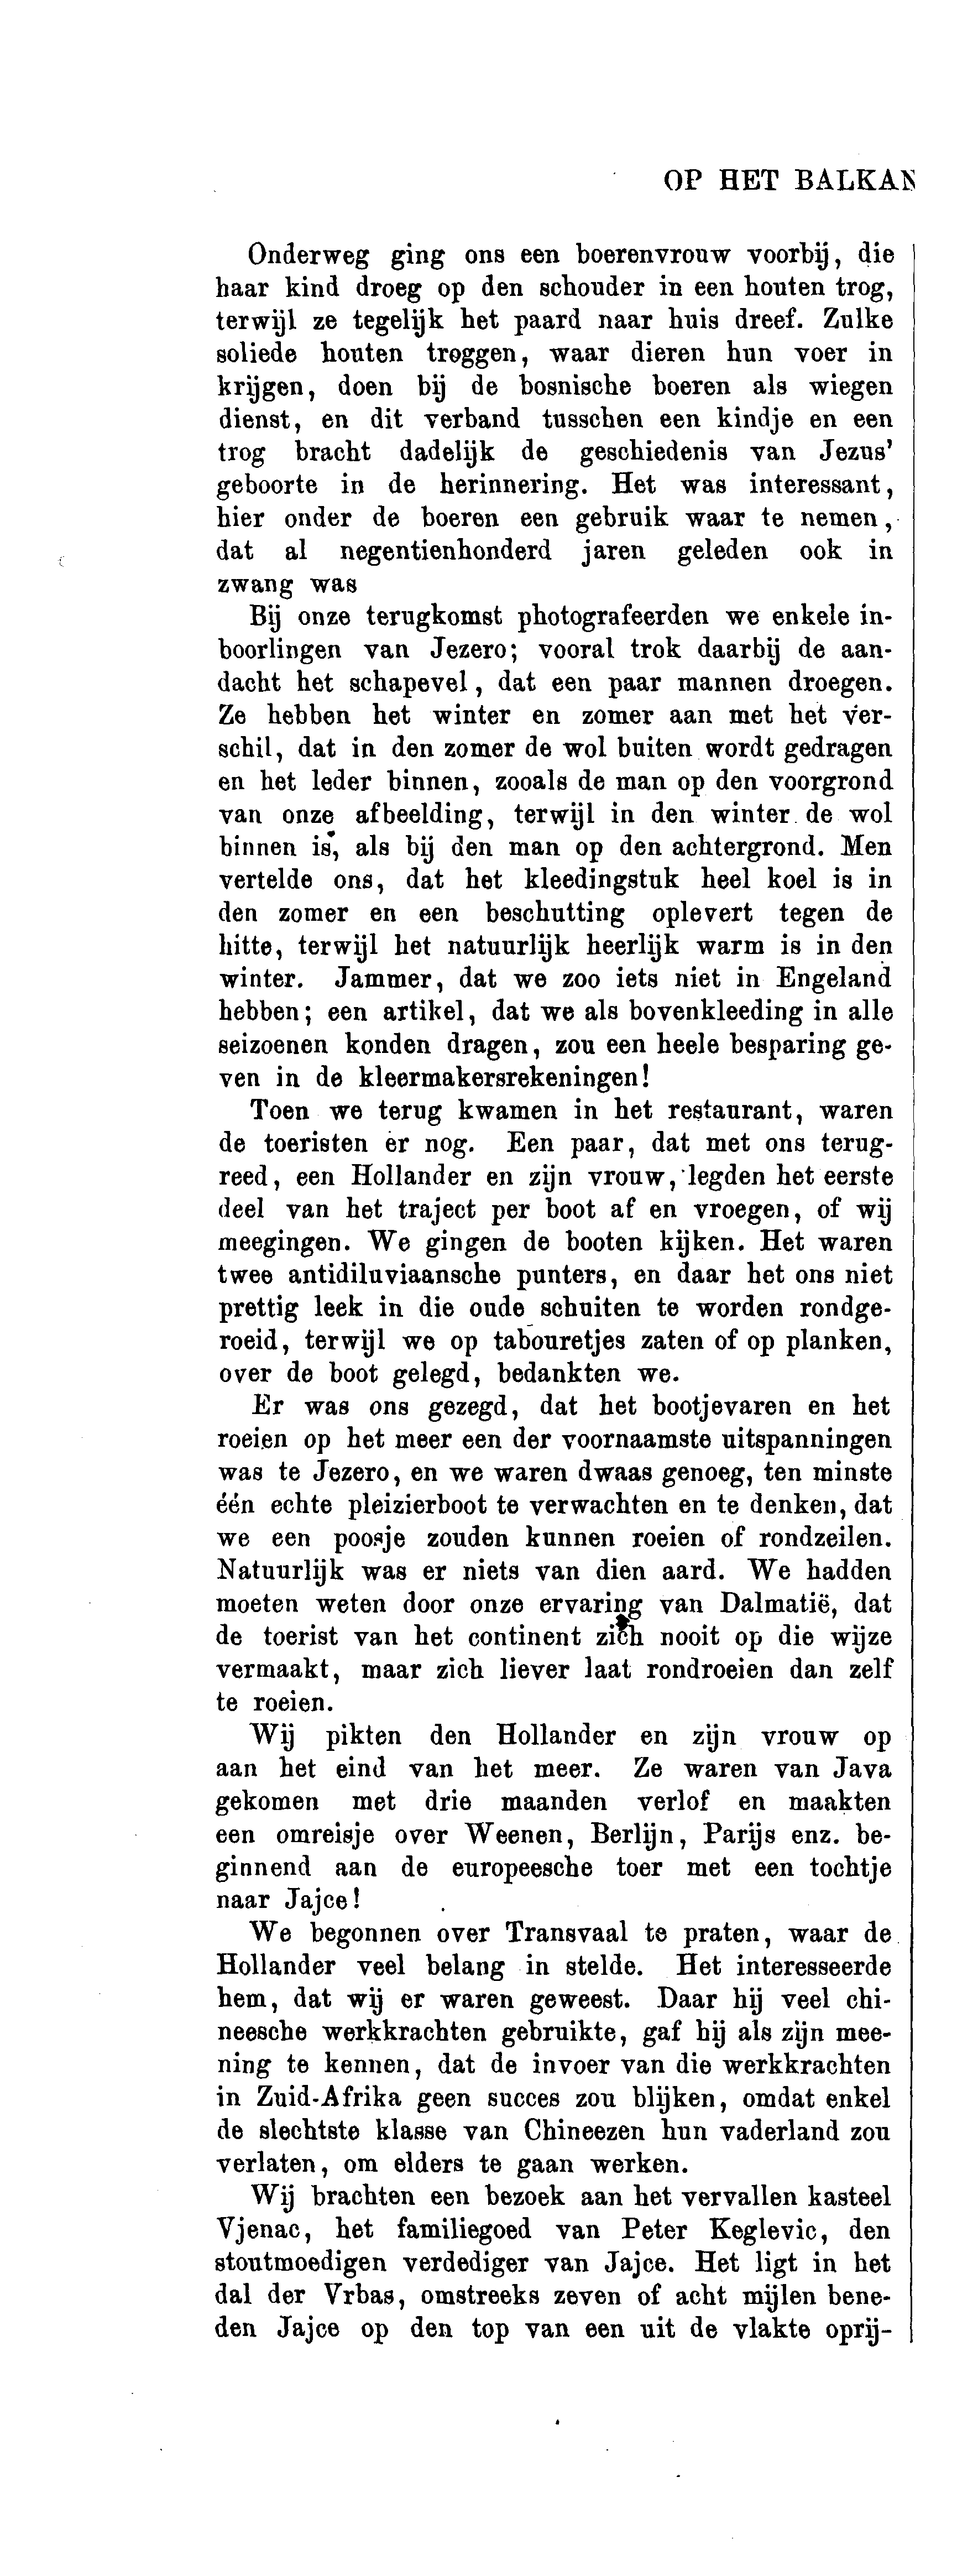 OP HET BALKAN
Onderweg ging ons een boerenvrouw voorbij, die
haar kind droeg op den schouder in een houten trog,
terwijl ze tegelijk het paard naar huis dreef. Zulke
soliede houten troggen, waar dieren hun voer in
krijgen, doen bij de bosnische boeren als wiegen
dienst, en dit verband tusschen een kindje en een
trog bracht dadelijk de geschiedenis van Jezus'
geboorte in de herinnering. Het was interessant,
hier onder de boeren een gebruik waar te nemen,
dat al negentienhonderd jaren geleden ook in
zwang was
Bij onze terugkomst photografeerden we enkele in-
boorlingen van Jezero; vooral trok daarbij de aan-
dacht het schapevel, dat een paar mannen droegen.
Ze hebben het winter en zomer aan met het ver-
schil, dat in den zomer de wol buiten wordt gedragen
en het leder binnen, zooals de man op den voorgrond
van onze afbeelding, terwijl in den winter de wol
binnen is, als bij den man op den achtergrond. Men
vertelde ons, dat het kleedingstuk heel koel is in
den zomer en een beschutting oplevert tegen de
hitte, terwijl het natuurlijk heerlijk warm is in den
winter. Jammer, dat we zoo iets niet in Engeland
hebben; een artikel, dat we als bovenkleeding in alle
seizoenen konden dragen, zou een heele besparing ge-
ven in de kleermakersrekeningen!
Toen we terug kwamen in het restaurant, waren
de toeristen er nog. Een paar, dat met ons terug-
reed, een Hollander en zijn vrouw, legden het eerste
deel van het traject per boot af en vroegen, of wij
meegingen. We gingen de booten kijken. Het waren
twee antidiluviaansche punters, en daar het ons niet
prettig leek in die oude schuiten te worden rondge-
roeid, terwijl we op tabouretjes zaten of op planken,
over de boot gelegd, bedankten we.
Er was ons gezegd, dat het bootjevaren en het
roeien op het meer een der voornaamste uitspanningen
was te Jezero, en we waren dwaas genoeg, ten minste
één echte pleizierboot te verwachten en te denken, dat
we een poosje zouden kunnen roeien of rondzeilen.
Natuurlijk was er niets van dien aard. We hadden
moeten weten door onze ervaring van Dalmatië, dat
de toerist van het continent zich nooit op die wijze
vermaakt, maar zich liever laat rondroeien dan zelf
te roeien.
Wij pikten den Hollander en zijn vrouw op
aan het eind van het meer. Ze waren van Java
gekomen met drie maanden verlof en maakten
een omreisje over Weenen, Berlijn, Parijs enz. be-
ginnend aan de europeesche toer met een tochtje
naar Jajce!
We begonnen over Transvaal te praten, waar de
Hollander veel belang in stelde. Het interesseerde
hem, dat wij er waren geweest. Daar hij veel chi-
neesche werkkrachten gebruikte, gaf hij als zijn mee-
ning te kennen, dat de invoer van die werkkrachten
in Zuid-Afrika geen succes zou blijken, omdat enkel
de slechtste klasse van Chineezen hun vaderland zou
verlaten, om elders te gaan werken.
Wij brachten een bezoek aan het vervallen kasteel
Vjenac, het familiegoed van Peter Keglevic, den
stoutmoedigen verdediger van Jajce. Het ligt in het
dal der Vrbas, omstreeks zeven of acht mijlen bene-
den Jajce op den top van een uit de vlakte oprij-